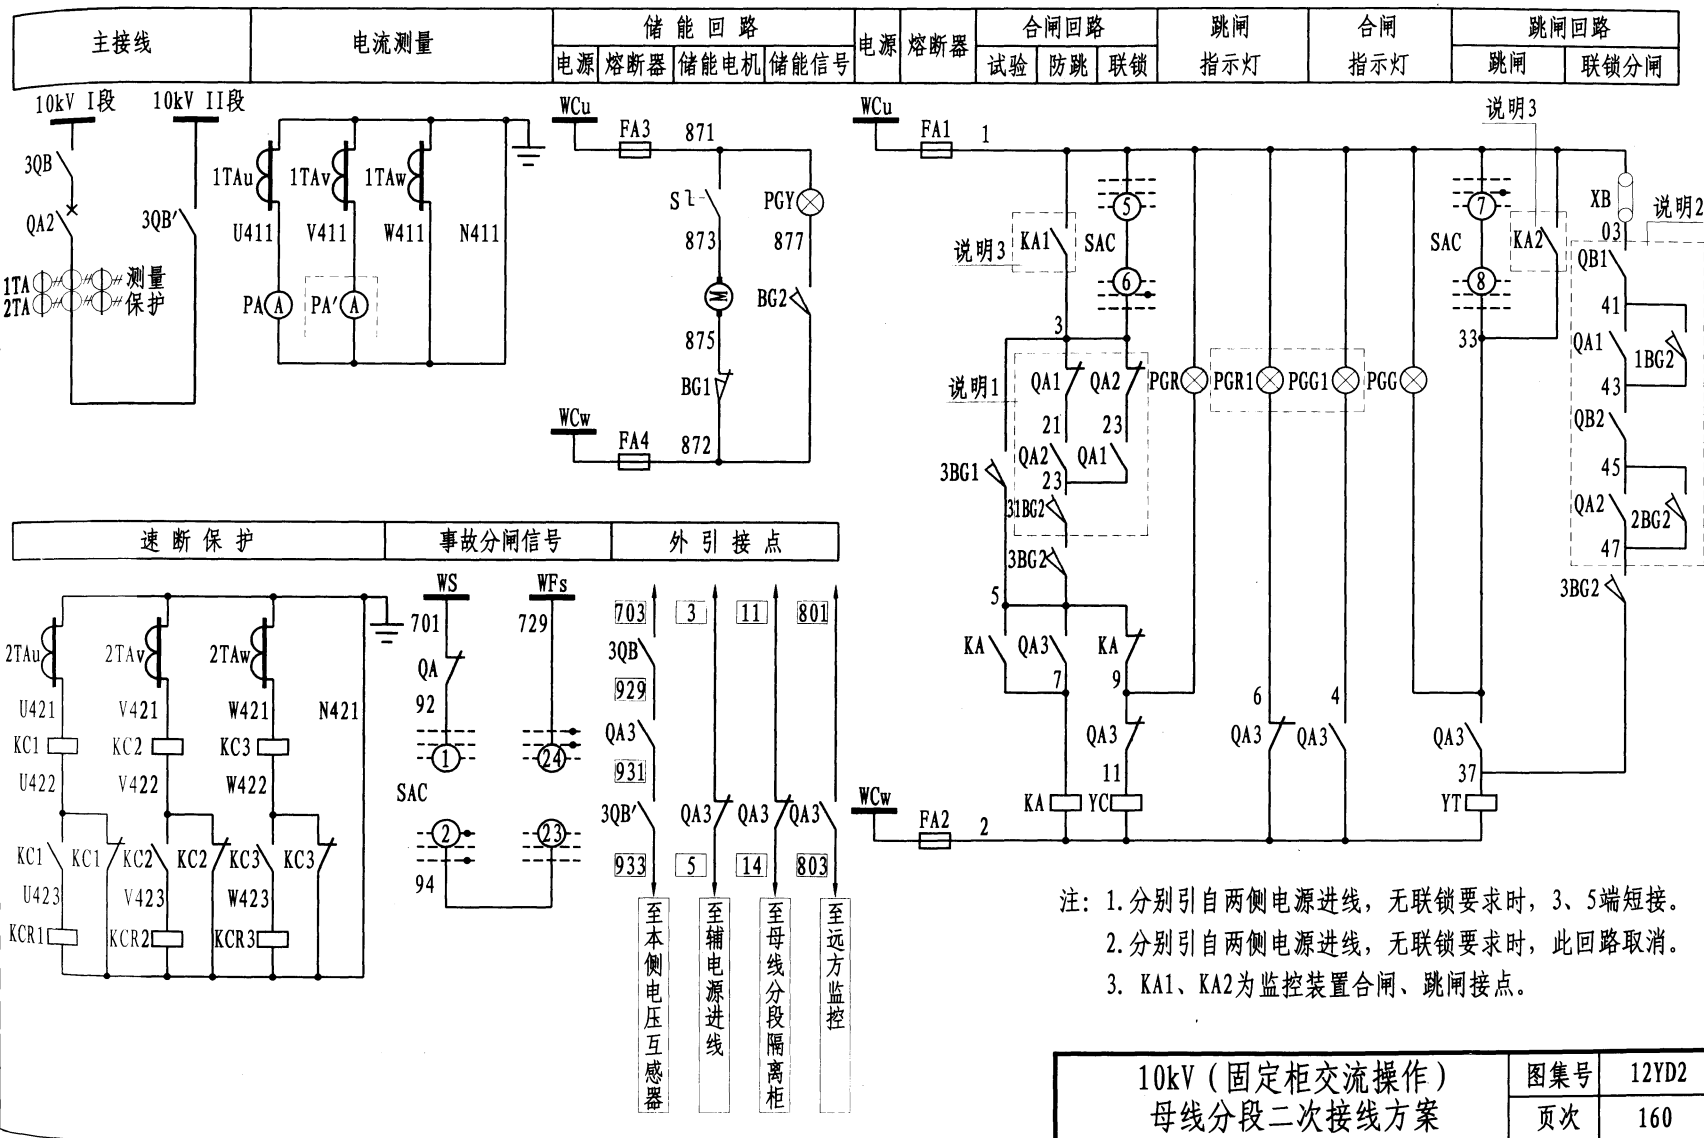 主接线 电流测量 储能回路 电源 熔断器 合闸回路 跳闸 合闸 跳闸回路
电源 熔断器 储能电机 储能信号 试验 防跳 联锁 指示灯 指示灯 跳闸 联锁分闸
10kV I段 10kV II段
3QB
QA2
3QB′
1TA 测量
2TA 保护
1TAu 1TAv 1TAw
U411 V411 W411 N411
PA A PA′ A
WCu
FA3 871
S PGY
873 877
M BG2
875
BG1
WCw
FA4 872
WCu
FA1 1
说明3
5 7 XB
03
说明2
说明3 KA1 SAC SAC KA2
6 8
QB1
3 33 41
QA1 1BG2
说明1 QA1 QA2 PGR PGR1 PGG1 PGG
43
21 23 QB2
QA2 QA1
3BG1 23 45
31BG2 QA2 2BG2
47
3BG2 3BG2
5
KA QA3 KA
7 9 6 4
QA3 QA3 QA3 QA3
11 37
KA YC YT
WCw
FA2 2
速断保护 事故分闸信号 外引接点
2TAu 2TAv 2TAw
U421 V421 W421 N421
KC1 KC2 KC3
U422 V422 W422
KC1 KC1 KC2 KC2 KC3 KC3
U423 V423 W423
KCR1 KCR2 KCR3
WS WFs
701 729
QA
92
1 24
SAC
2 23
94
703 3 11 801
3QB
929
QA3
931
3QB′ QA3 QA3 QA3
933 5 14 803
至本侧电压互感器
至辅电源进线
至母线分段隔离柜
至远方监控
注: 1.分别引自两侧电源进线，无联锁要求时，3、5端短接。
2.分别引自两侧电源进线，无联锁要求时，此回路取消。
3. KA1、KA2为监控装置合闸、跳闸接点。
10kV(固定柜交流操作) 图集号 12YD2
母线分段二次接线方案 页次 160